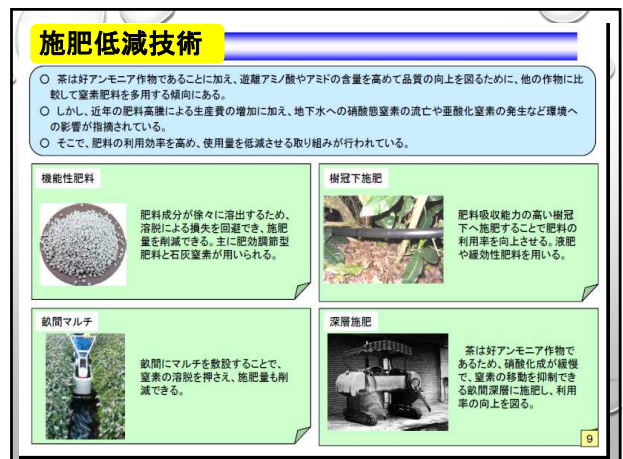 施肥低減技術
○ 茶は好アンモニア作物であることに加え、遊離アミノ酸やアミドの含量を高めて品質の向上を図るために、他の作物に比
較して窒素肥料を多用する傾向にある。
○ しかし、近年の肥料高騰による生産費の増加に加え、地下水への硝酸態窒素の流亡や亜酸化窒素の発生など環境へ
の影響が指摘されている。
○ そこで、肥料の利用効率を高め、使用量を低減させる取り組みが行われている。
機能性肥料
肥料成分が徐々に溶出するため、
溶脱による損失を回避でき、施肥
量を削減できる。主に肥効調節型
肥料と石灰窒素が用いられる。
樹冠下施肥
肥料吸収能力の高い樹冠
下へ施肥することで肥料の
利用率を向上させる。液肥
や緩効性肥料を用いる。
畝間マルチ
畝間にマルチを敷設することで、
窒素の溶脱を押さえ、施肥量も削
減できる。
深層施肥
茶は好アンモニア作物で
あるため、硝酸化成が緩慢
で、窒素の移動を抑制でき
る畝間深層に施肥し、利用
率の向上を図る。
9